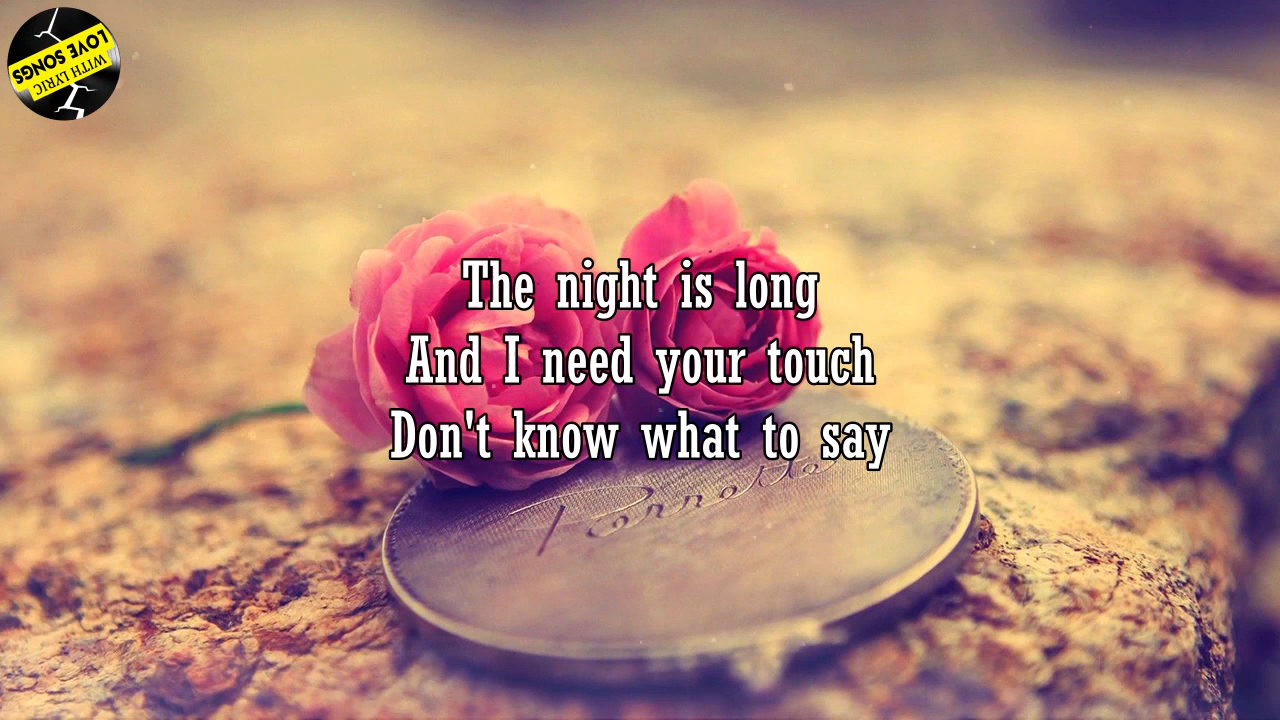 LOVE SONGS
WITH LYRIC
The night is long
And I need your touch
Don't know what to say